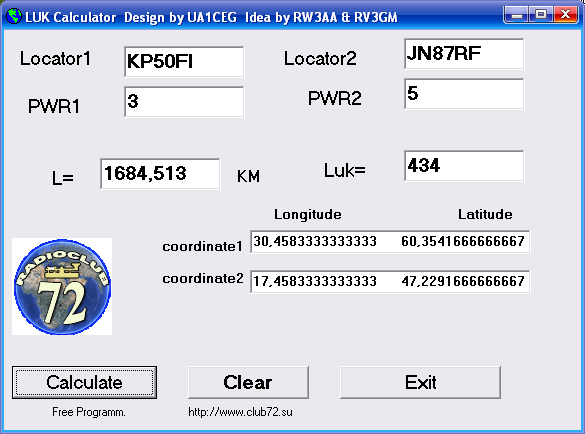 LUK Calculator Design by UA1CEG Idea by RW3AA & RV3GM
Locator1 KP50FI Locator2 JN87RF
PWR1 3 PWR2 5
L= 1684,513 KM Luk= 434
Longitude Latitude
coordinate1 30,4583333333333 60,3541666666667
coordinate2 17,4583333333333 47,2291666666667
RADIOCLUB
72
Calculate Clear Exit
Free Programm. http://www.club72.su